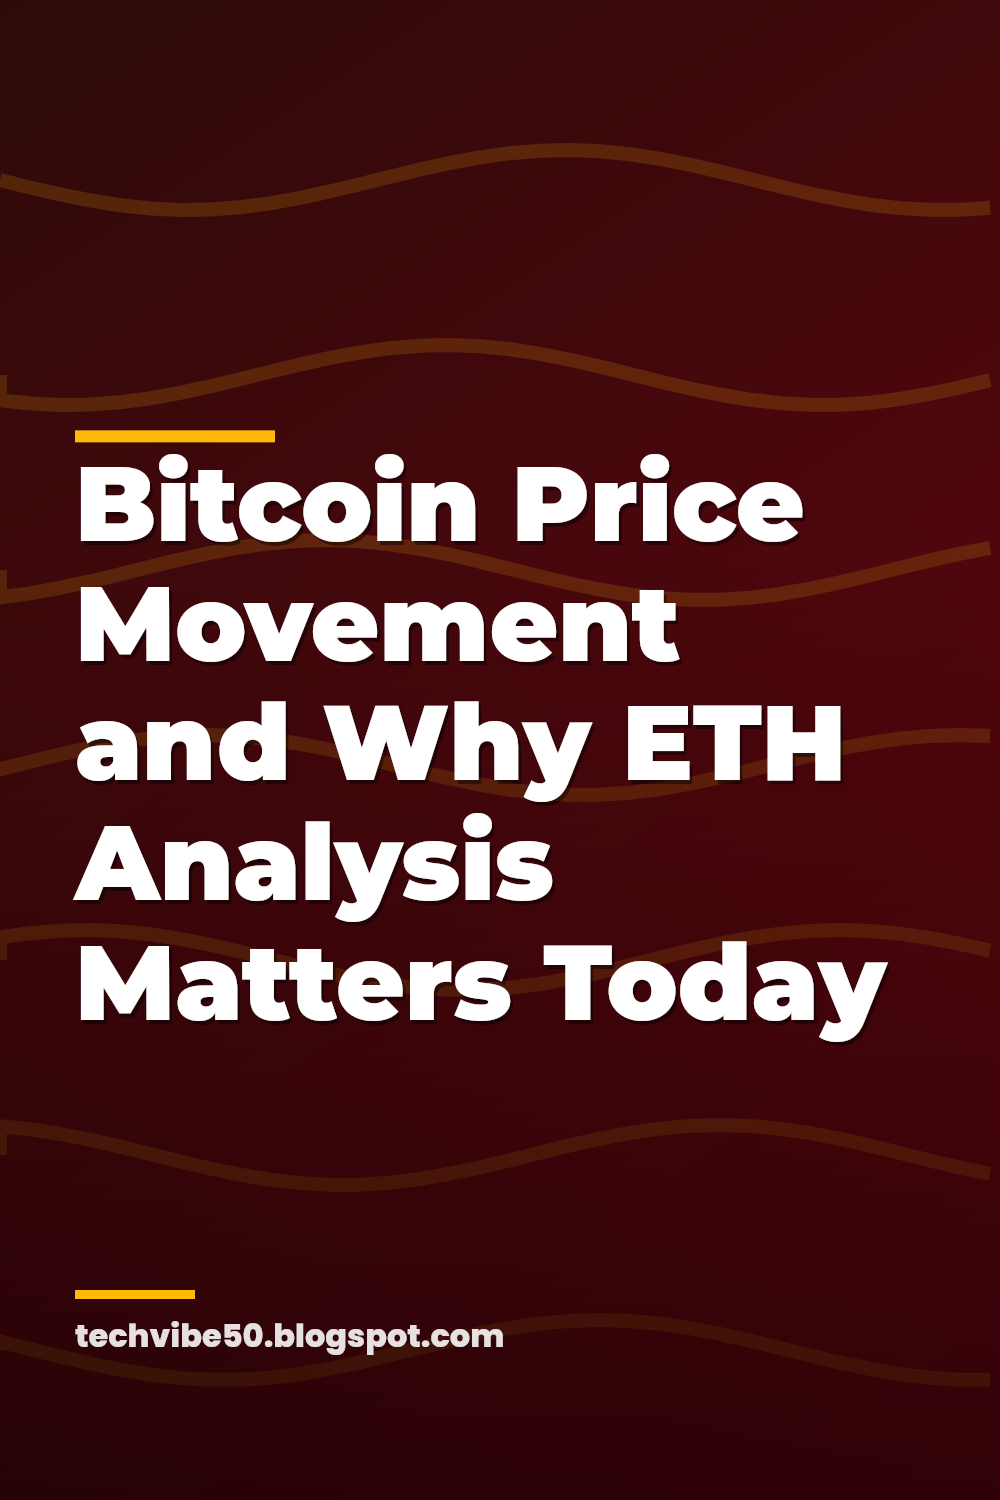 Bitcoin Price
Movement
and Why ETH
Analysis
Matters Today
techvibe50.blogspot.com